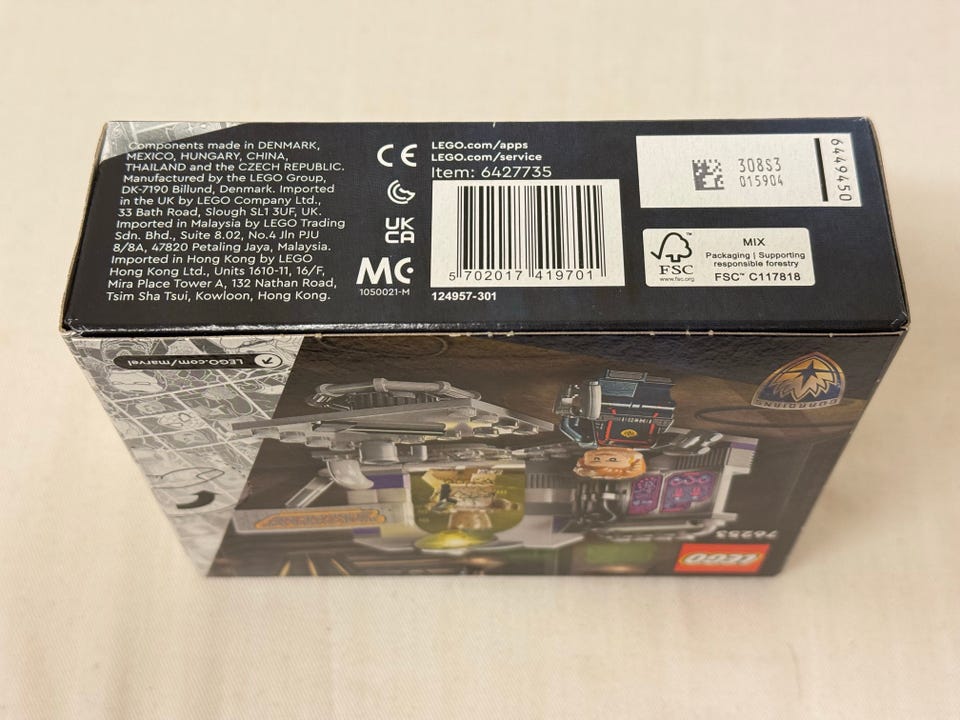 Components made in DENMARK,
MEXICO, HUNGARY, CHINA,
THAILAND and the CZECH REPUBLIC.
Manufactured by the LEGO Group,
DK-7190 Billund, Denmark. Imported
in the UK by LEGO Company Ltd.,
33 Bath Road, Slough SL1 3UF, UK.
Imported in Malaysia by LEGO Trading
Sdn. Bhd., Suite 8.02, No.4 Jln PJU
8/8A, 47820 Petaling Jaya, Malaysia.
Imported in Hong Kong by LEGO
Hong Kong Ltd., Units 1610-11, 16/F,
Mira Place Tower A, 132 Nathan Road,
Tsim Sha Tsui, Kowloon, Hong Kong.
CE
UK
CA
MC
1050021-M
LEGO.com/apps
LEGO.com/service
Item: 6427735
5 702017 419701
124957-301
308S3
015904
6449450
FSC
www.fsc.org
MIX
Packaging | Supporting
responsible forestry
FSC™ C117818
LEGO.com/marvel
GUARDIANS
76253
LEGO